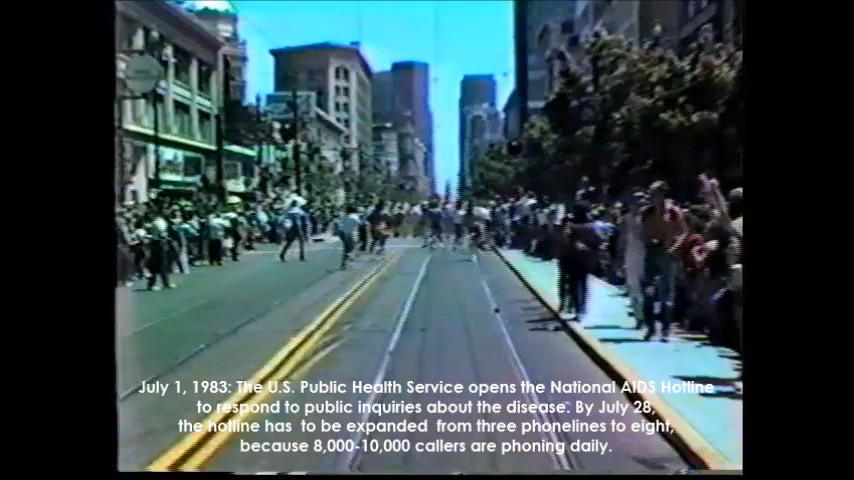 July 1, 1983: The U.S. Public Health Service opens the National AIDS Hotline
to respond to public inquiries about the disease. By July 28,
the hotline has to be expanded from three phonelines to eight,
because 8,000-10,000 callers are phoning daily.